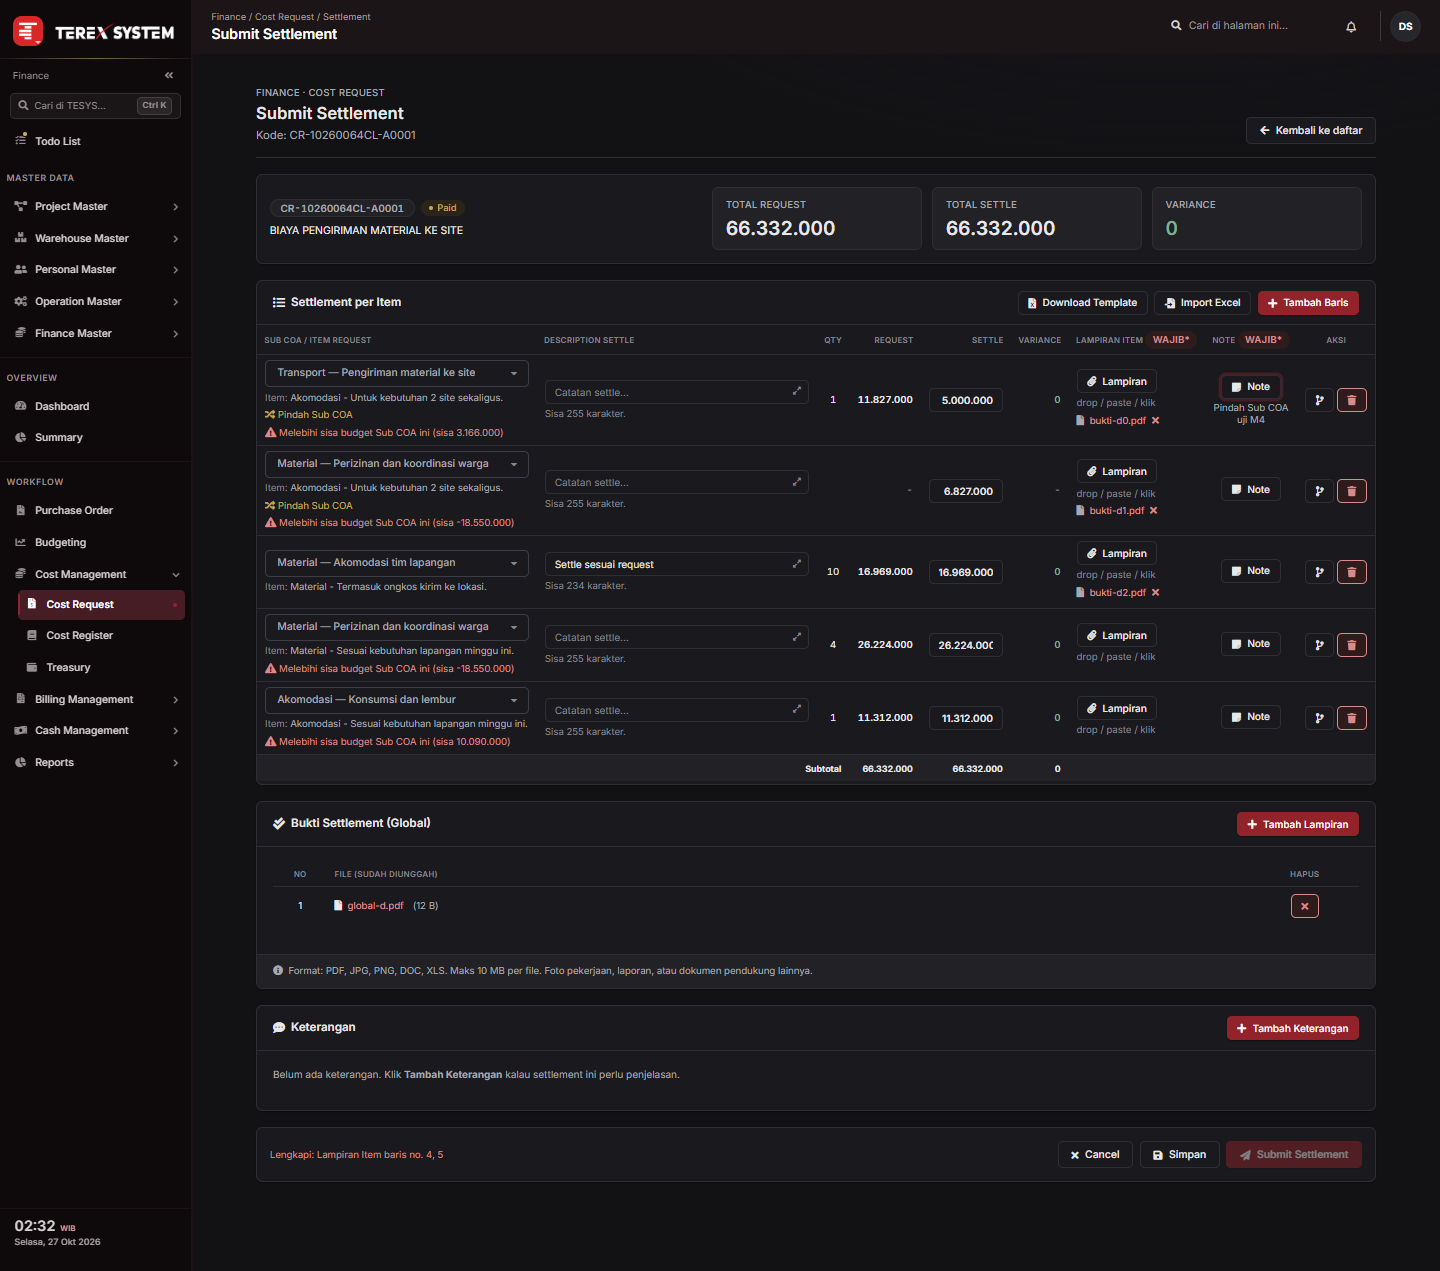 TEREX SYSTEM
Finance
Cari di TESYS...
Ctrl K
Todo List
MASTER DATA
Project Master
Warehouse Master
Personal Master
Operation Master
Finance Master
OVERVIEW
Dashboard
Summary
WORKFLOW
Purchase Order
Budgeting
Cost Management
Cost Request
Cost Register
Treasury
Billing Management
Cash Management
Reports
02:32 WIB
Selasa, 27 Okt 2026
Finance / Cost Request / Settlement
Submit Settlement
Cari di halaman ini...
DS
FINANCE · COST REQUEST
Submit Settlement
Kode: CR-10260064CL-A0001
Kembali ke daftar
CR-10260064CL-A0001
Paid
BIAYA PENGIRIMAN MATERIAL KE SITE
TOTAL REQUEST
66.332.000
TOTAL SETTLE
66.332.000
VARIANCE
0
Settlement per Item
Download Template
Import Excel
Tambah Baris
SUB COA / ITEM REQUEST
DESCRIPTION SETTLE
QTY
REQUEST
SETTLE
VARIANCE
LAMPIRAN ITEM WAJIB*
NOTE WAJIB*
AKSI
Transport — Pengiriman material ke site
Item: Akomodasi - Untuk kebutuhan 2 site sekaligus.
Pindah Sub COA
Melebihi sisa budget Sub COA ini (sisa 3.166.000)
Catatan settle...
Sisa 255 karakter.
1
11.827.000
5.000.000
0
Lampiran
drop / paste / klik
bukti-d0.pdf
Note
Pindah Sub COA
uji M4
Material — Perizinan dan koordinasi warga
Item: Akomodasi - Untuk kebutuhan 2 site sekaligus.
Pindah Sub COA
Melebihi sisa budget Sub COA ini (sisa -18.550.000)
Catatan settle...
Sisa 255 karakter.
-
6.827.000
-
Lampiran
drop / paste / klik
bukti-d1.pdf
Note
Material — Akomodasi tim lapangan
Item: Material - Termasuk ongkos kirim ke lokasi.
Settle sesuai request
Sisa 234 karakter.
10
16.969.000
16.969.000
0
Lampiran
drop / paste / klik
bukti-d2.pdf
Note
Material — Perizinan dan koordinasi warga
Item: Material - Sesuai kebutuhan lapangan minggu ini.
Melebihi sisa budget Sub COA ini (sisa -18.550.000)
Catatan settle...
Sisa 255 karakter.
4
26.224.000
26.224.000
0
Lampiran
drop / paste / klik
Note
Akomodasi — Konsumsi dan lembur
Item: Akomodasi - Sesuai kebutuhan lapangan minggu ini.
Melebihi sisa budget Sub COA ini (sisa 10.090.000)
Catatan settle...
Sisa 255 karakter.
1
11.312.000
11.312.000
0
Lampiran
drop / paste / klik
Note
Subtotal
66.332.000
66.332.000
0
Bukti Settlement (Global)
Tambah Lampiran
NO
FILE (SUDAH DIUNGGAH)
HAPUS
1
global-d.pdf (12 B)
Format: PDF, JPG, PNG, DOC, XLS. Maks 10 MB per file. Foto pekerjaan, laporan, atau dokumen pendukung lainnya.
Keterangan
Tambah Keterangan
Belum ada keterangan. Klik Tambah Keterangan kalau settlement ini perlu penjelasan.
Lengkapi: Lampiran Item baris no. 4, 5
Cancel
Simpan
Submit Settlement